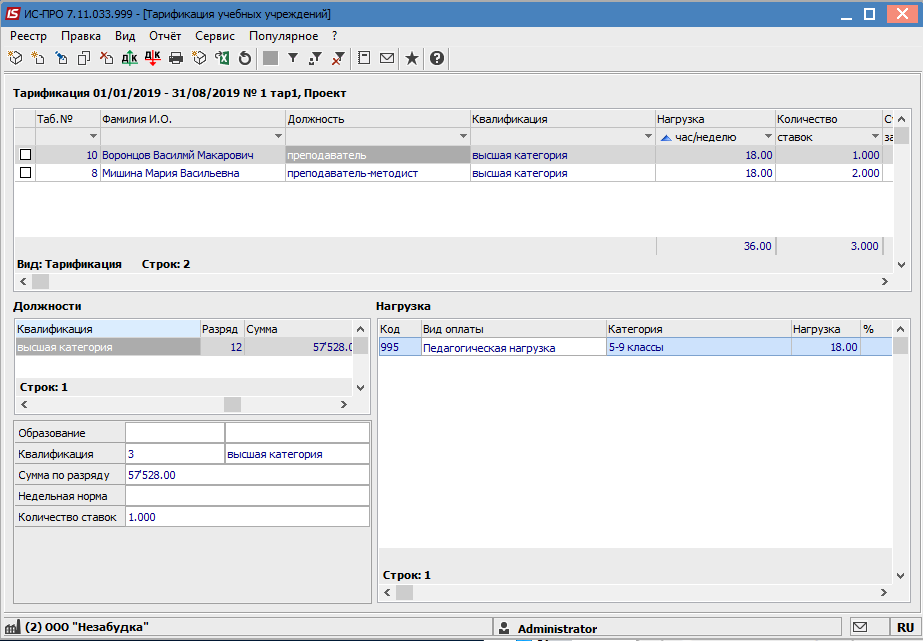 ИС-ПРО 7.11.033.999 - [Тарификация учебных учреждений]
Реестр Правка Вид Отчёт Сервис Популярное ?
Тарификация 01/01/2019 - 31/08/2019 № 1 тар1, Проект
Таб.№ Фамилия И.О. Должность Квалификация Нагрузка Количество
час/неделю ставок за
10 Воронцов Василмй Макарович преподаватель высшая категория 18.00 1.000
8 Мишина Мария Васильевна преподаватель-методист высшая категория 18.00 2.000
36.00 3.000
Вид: Тарификация Строк: 2
Должности Нагрузка
Квалификация Разряд Сумма
высшая категория 12 57'528.0
Строк: 1
Код Вид оплаты Категория Нагрузка %
995 Педагогическая нагрузка 5-9 классы 18.00
Образование
Квалификация 3 высшая категория
Сумма по разряду 57'528.00
Недельная норма
Количество ставок 1.000
Строк: 1
(2) ООО "Незабудка" Administrator RU